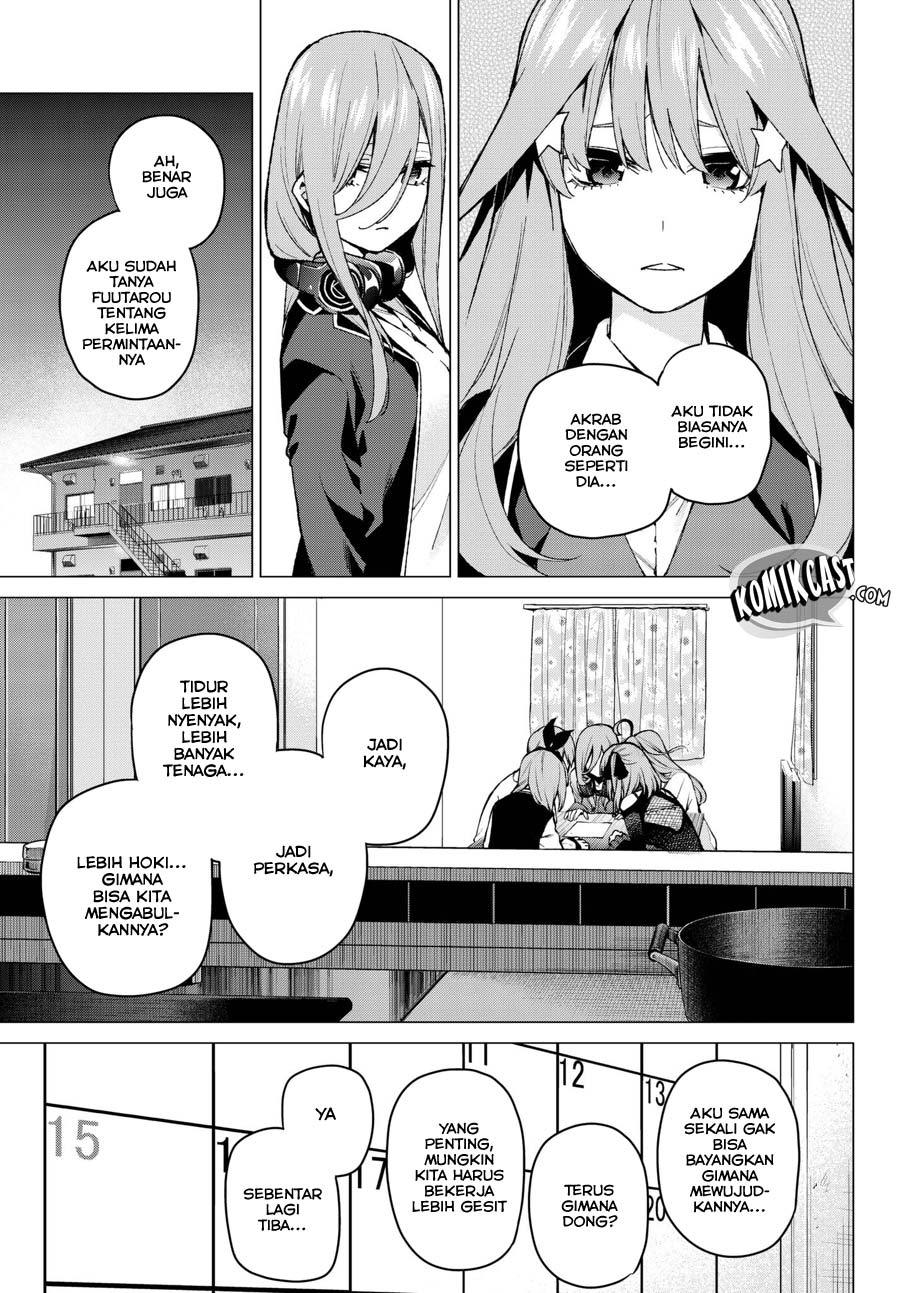 AKU TIDAK
BIASANYA
BEGINI...
AKRAB
DENGAN
ORANG
SEPERTI
DIA...
AH,
BENAR
JUGA
AKU SUDAH
TANYA
FUUTAROU
TENTANG
KELIMA
PERMINTAAN-
NYA
KOMIKCAST
.COM
JADI
KAYA,
JADI
PERKASA,
TIDUR
LEBIH
NYENYAK,
LEBIH
BANYAK
TENAGA...
LEBIH HOKI...
GIMANA
BISA KITA
MENGABUL-
KANNYA?
11
12
13
15
1
17
20
AKU SAMA
SEKALI GAK
BISA
BAYANGKAN
GIMANA
MEWUJUD-
KANNYA...
TERUS
GIMANA
DONG?
YANG
PENTING,
MUNGKIN
KITA HARUS
BEKERJA
LEBIH GESIT
YA
SEBENTAR
LAGI
TIBA...